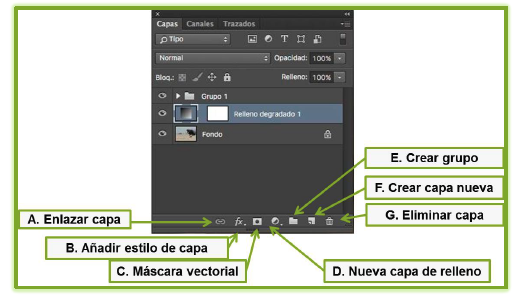 Capas Canales Trazados
Tipo T
Normal Opacidad: 100%
Bloq.: Relleno: 100%
Grupo 1
Relleno degradado 1
Fondo
E. Crear grupo
F. Crear capa nueva
A. Enlazar capa
fx
G. Eliminar capa
B. Añadir estilo de capa
C. Máscara vectorial
D. Nueva capa de relleno